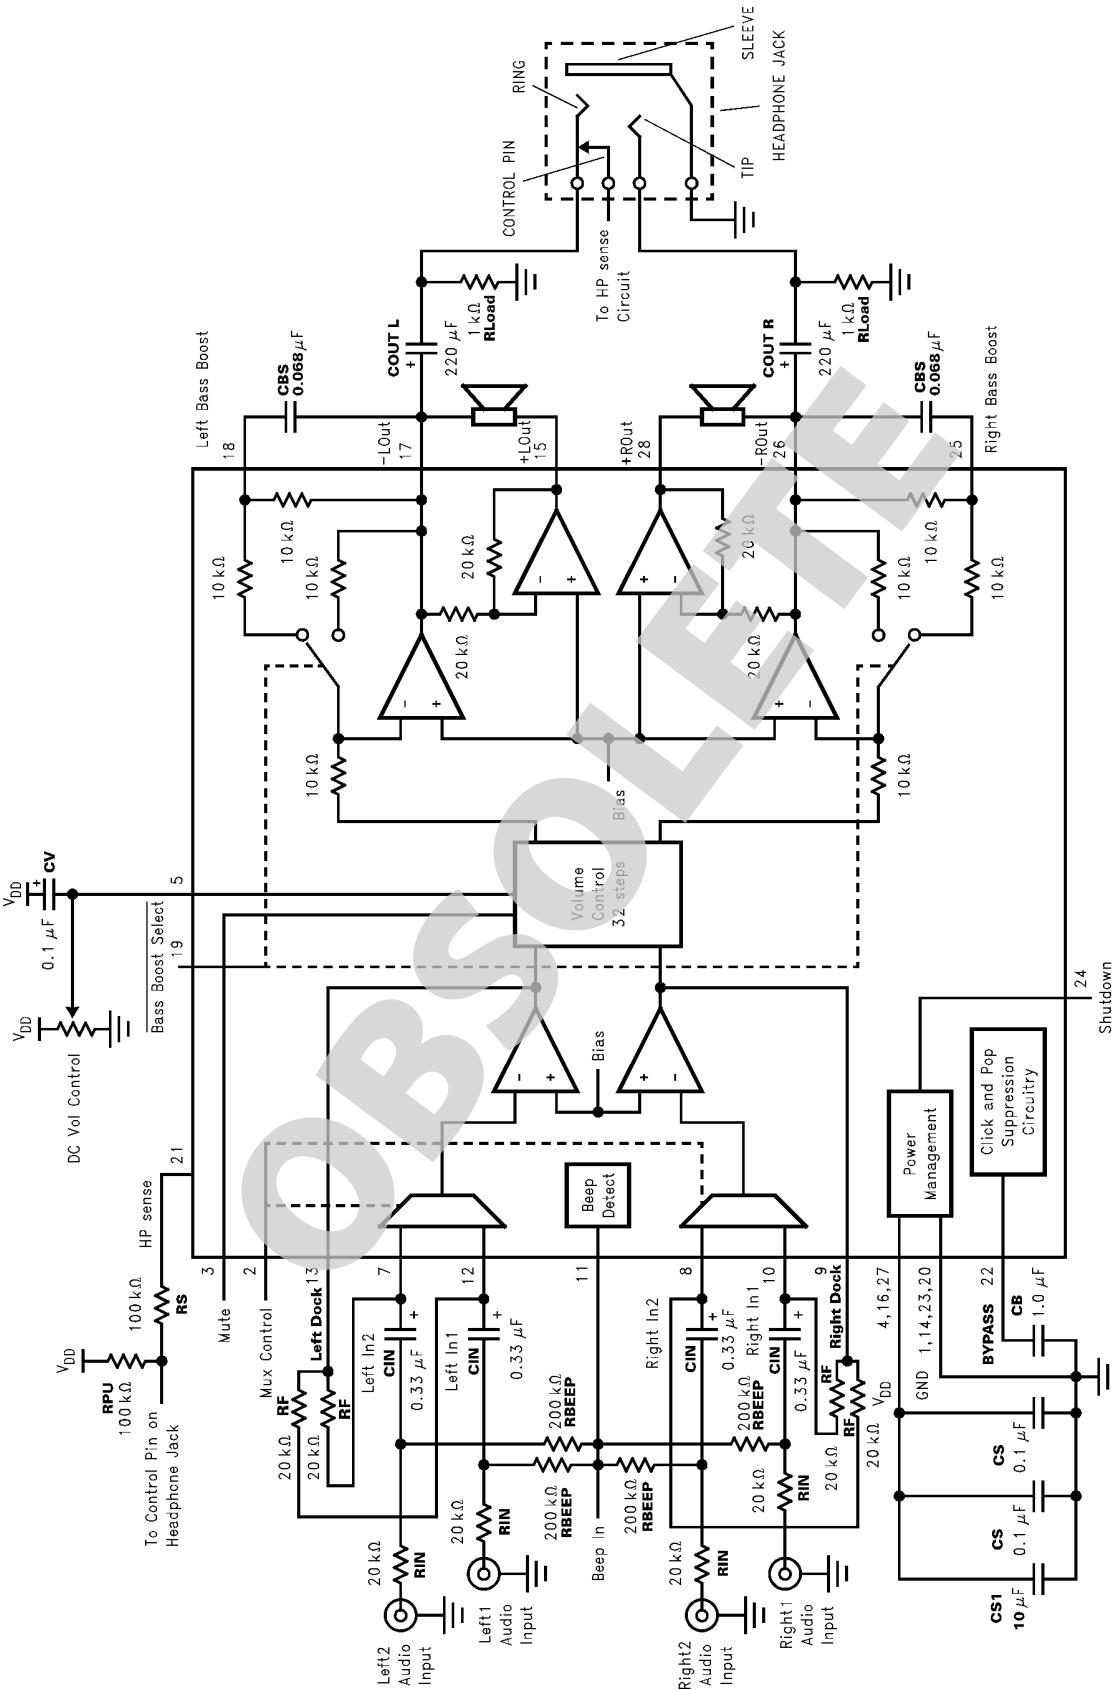 SLEEVE
HEADPHONE JACK
RING
CONTROL PIN
TIP
To HP sense
Circuit
Left Bass Boost
CBS
0.068 μF
COUT L
+
220 μF
1 kΩ
RLoad
COUT R
+
220 μF
1 kΩ
RLoad
CBS
0.068 μF
Right Bass Boost
18
-LOut
17
+LOut
15
+ROut
28
-ROut
26
25
10 kΩ
10 kΩ
10 kΩ
20 kΩ
20 kΩ
-
+
-
+
+
-
+
-
20 kΩ
20 kΩ
10 kΩ
10 kΩ
10 kΩ
10 kΩ
10 kΩ
Bias
Volume
Control
32 steps
VDD
+
CV
0.1 μF
5
Bass Boost Select
19
VDD
DC Vol Control
Bias
-
+
+
-
24
Shutdown
Click and Pop
Suppression
Circuitry
Power
Management
Beep
Detect
21
HP sense
100 kΩ
RS
VDD
RPU
100 kΩ
To Control Pin on
Headphone Jack
3
Mute
2
Mux Control
13
Left Dock
RF
20 kΩ
RF
20 kΩ
7
Left In2
+
CIN
0.33 μF
12
Left In1
+
CIN
0.33 μF
11
8
Right In2
+
CIN
0.33 μF
10
Right In1
+
CIN
0.33 μF
9
Right Dock
RF
20 kΩ
RF
20 kΩ
4,16,27
VDD
1,14,23,20
GND
22
BYPASS
CB
1.0 μF
200 kΩ
RBEEP
200 kΩ
RBEEP
200 kΩ
RBEEP
200 kΩ
RBEEP
Beep In
20 kΩ
RIN
20 kΩ
RIN
20 kΩ
RIN
20 kΩ
RIN
Left2
Audio
Input
Left1
Audio
Input
Right2
Audio
Input
Right1
Audio
Input
CS
0.1 μF
CS
0.1 μF
CS1
10 μF
OBSOLETE